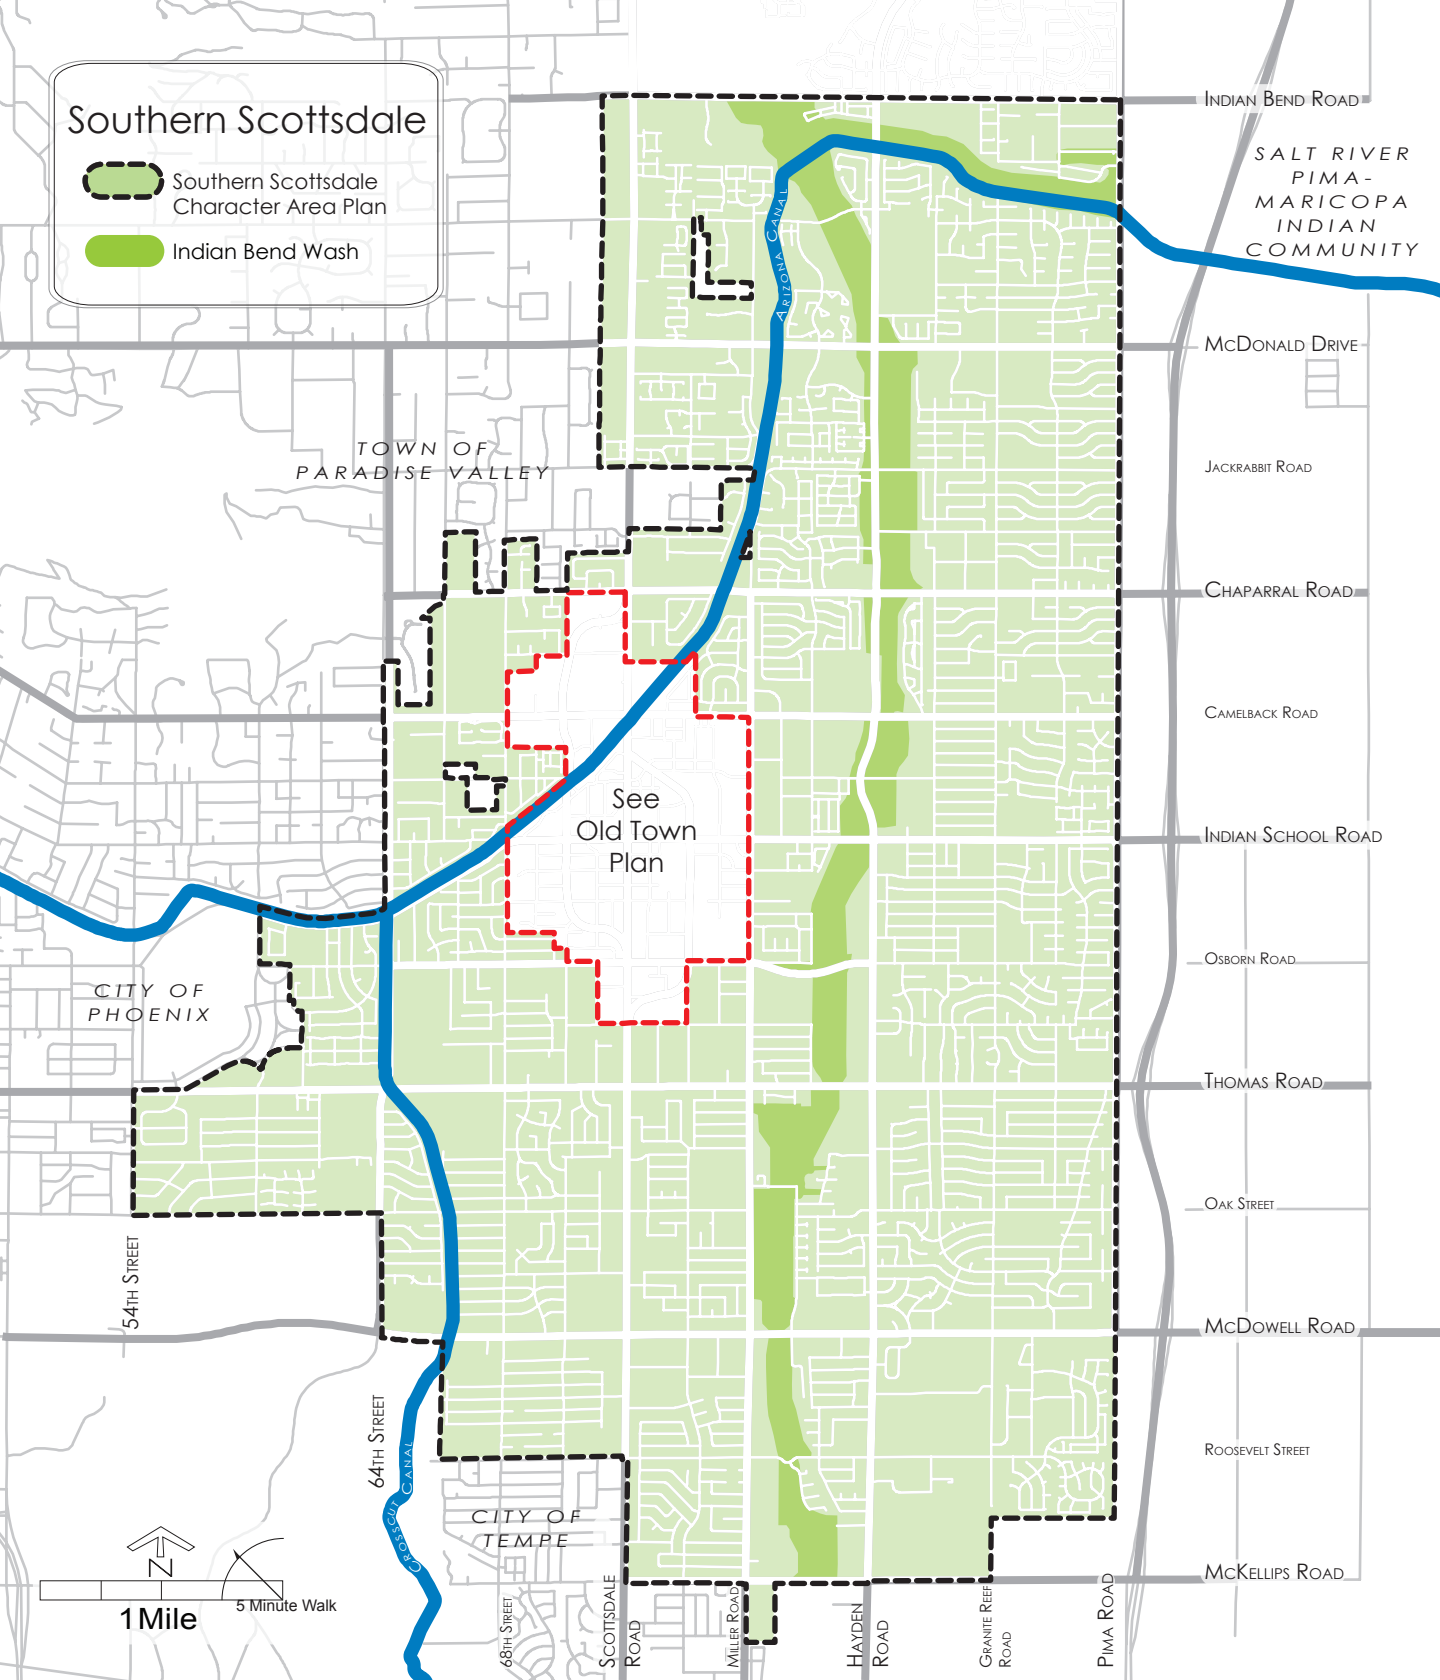 Southern Scottsdale
Southern Scottsdale
Character Area Plan
Indian Bend Wash
Indian Bend Road
SALT RIVER
PIMA-
MARICOPA
INDIAN
COMMUNITY
Arizona Canal
McDonald Drive
TOWN OF
PARADISE VALLEY
Jackrabbit Road
Chaparral Road
Camelback Road
See
Old Town
Plan
Indian School Road
Osborn Road
CITY OF
PHOENIX
Thomas Road
Oak Street
54th Street
McDowell Road
64th Street
Roosevelt Street
Crosscut Canal
CITY OF
TEMPE
N
McKellips Road
1 Mile
5 Minute Walk
68th Street
Scottsdale
Road
Miller Road
Hayden
Road
Granite Reef
Road
Pima Road